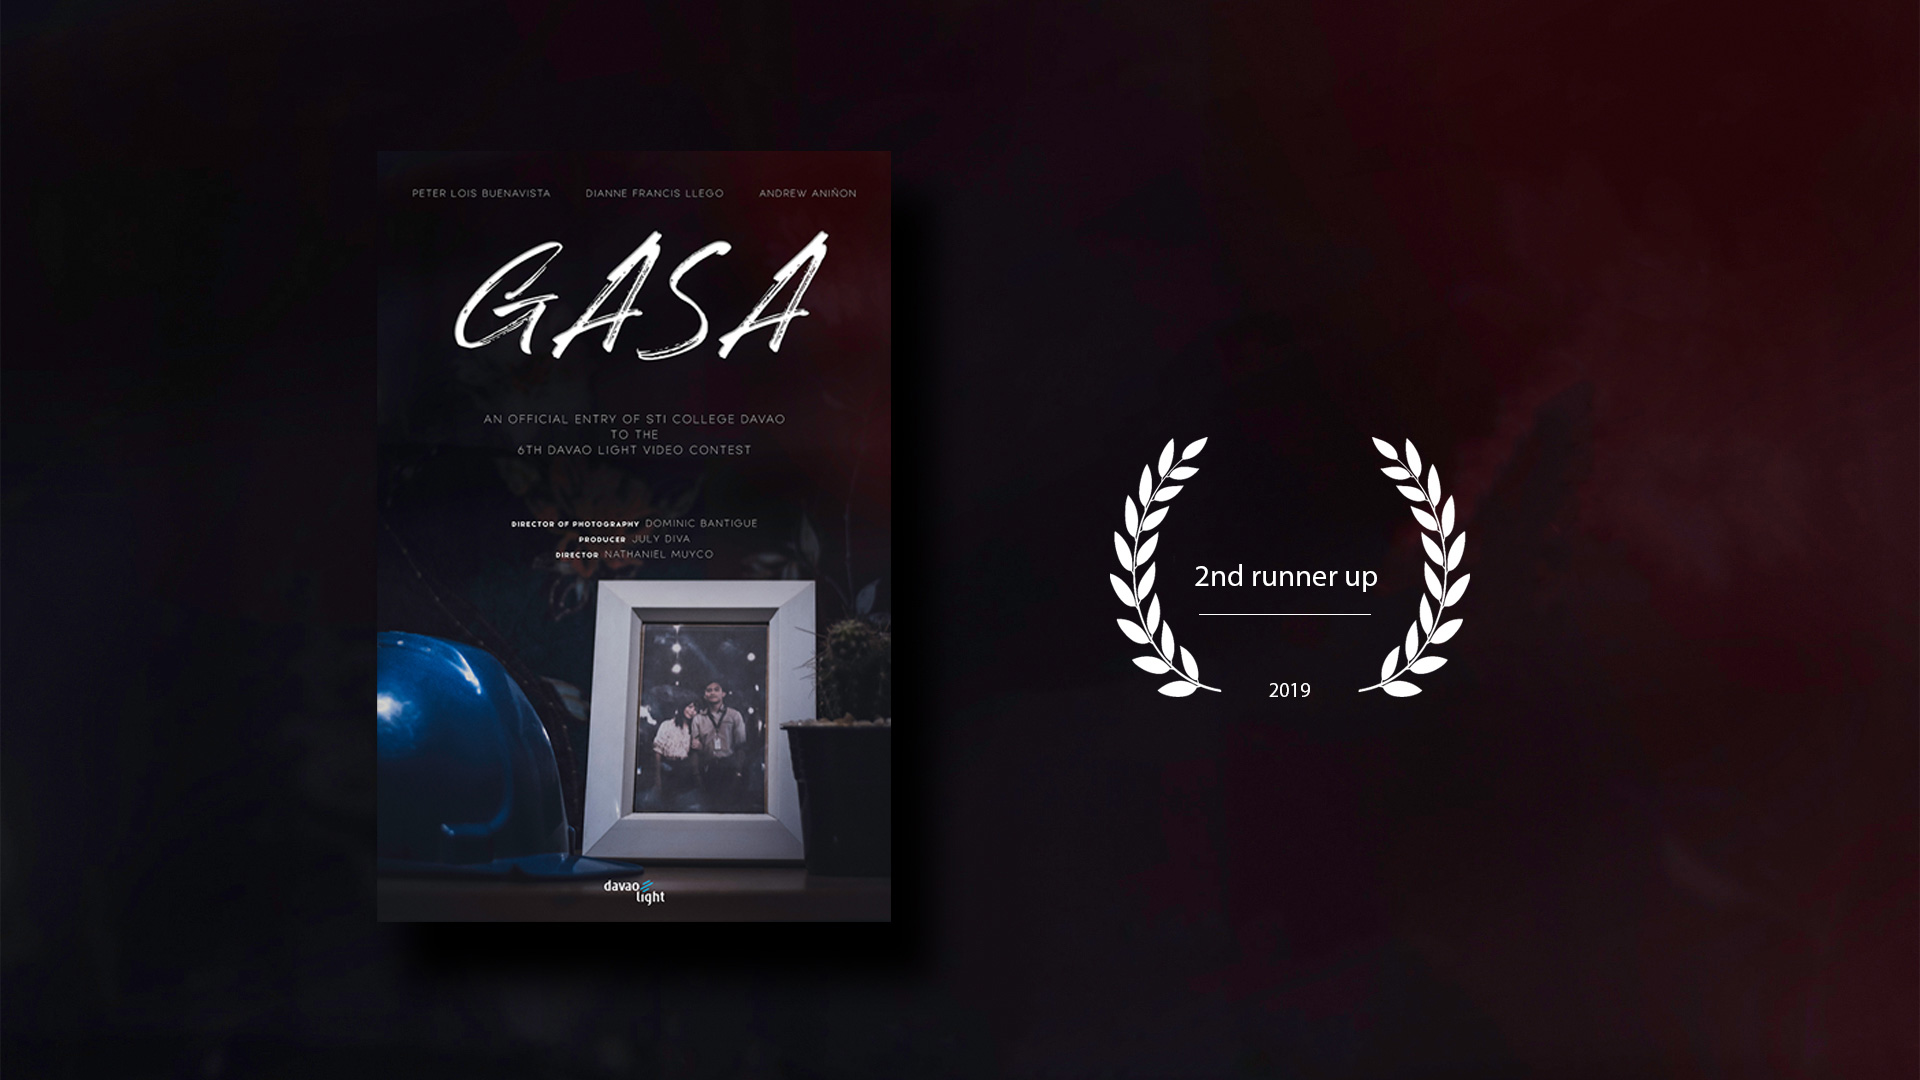 PETER LOIS BUENAVISTA DIANNE FRANCIS LLEGO ANDREW ANIÑON
GASA
AN OFFICIAL ENTRY OF STI COLLEGE DAVAO
TO THE
6TH DAVAO LIGHT VIDEO CONTEST
DIRECTOR OF PHOTOGRAPHY DOMINIC BANTIGUE
PRODUCER JULY DIVA
DIRECTOR NATHANIEL MUYCO
davao
light
2nd runner up
2019